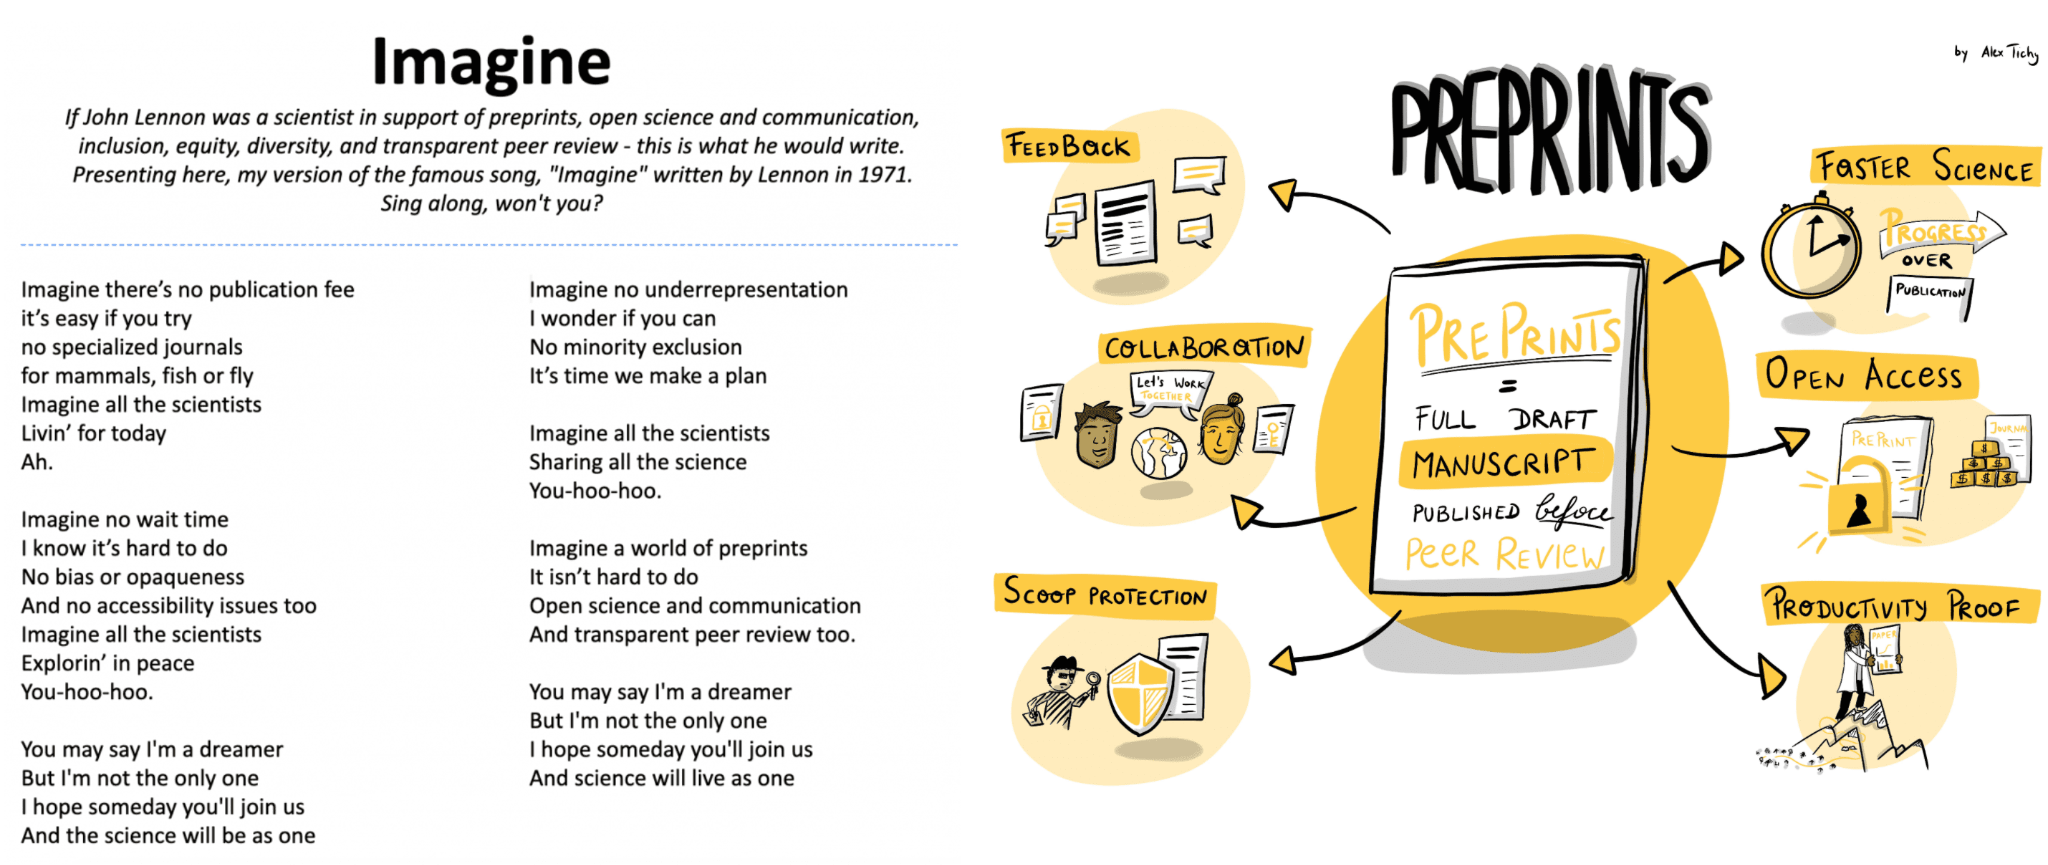 Imagine
If John Lennon was a scientist in support of preprints, open science and communication,
inclusion, equity, diversity, and transparent peer review - this is what he would write.
Presenting here, my version of the famous song, "Imagine" written by Lennon in 1971.
Sing along, won't you?
Imagine there’s no publication fee
it’s easy if you try
no specialized journals
for mammals, fish or fly
Imagine all the scientists
Livin’ for today
Ah.
Imagine no wait time
I know it’s hard to do
No bias or opaqueness
And no accessibility issues too
Imagine all the scientists
Explorin’ in peace
You-hoo-hoo.
You may say I'm a dreamer
But I'm not the only one
I hope someday you'll join us
And the science will be as one
Imagine no underrepresentation
I wonder if you can
No minority exclusion
It’s time we make a plan
Imagine all the scientists
Sharing all the science
You-hoo-hoo.
Imagine a world of preprints
It isn’t hard to do
Open science and communication
And transparent peer review too.
You may say I'm a dreamer
But I'm not the only one
I hope someday you'll join us
And science will live as one
by Alex Tichy
PREPRINTS
FEEDBACK
COLLABORATION
Let's WORK
TOGETHER
SCOOP PROTECTION
PREPRINTS
=
FULL DRAFT
MANUSCRIPT
PUBLISHED before
PEER REVIEW
FASTER SCIENCE
PROGRESS
OVER
PUBLICATION
OPEN ACCESS
PREPRINT
JOURNA
$
$ $
$ $ $
PRODUCTIVITY PROOF
PAPER